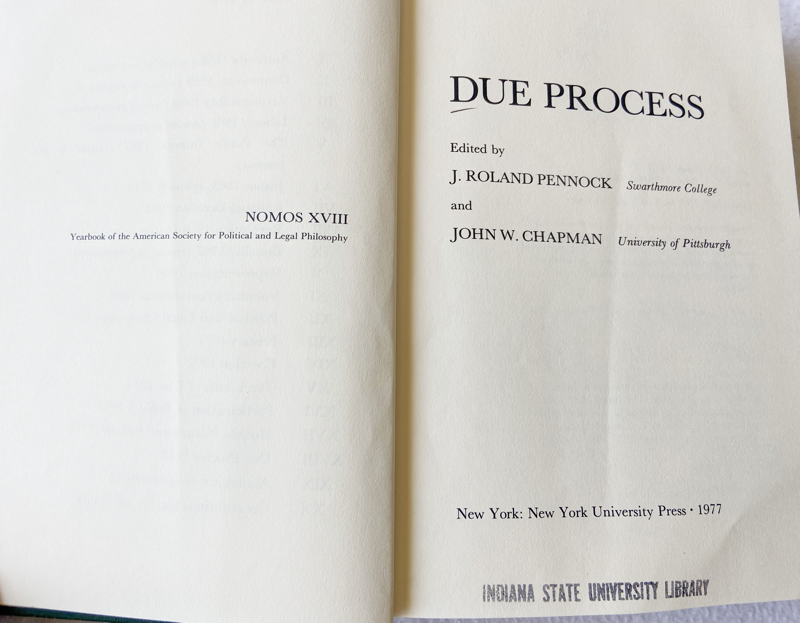 NOMOS XVIII
Yearbook of the American Society for Political and Legal Philosophy
DUE PROCESS
Edited by
J. ROLAND PENNOCK Swarthmore College
and
JOHN W. CHAPMAN University of Pittsburgh
New York: New York University Press · 1977
INDIANA STATE UNIVERSITY LIBRARY